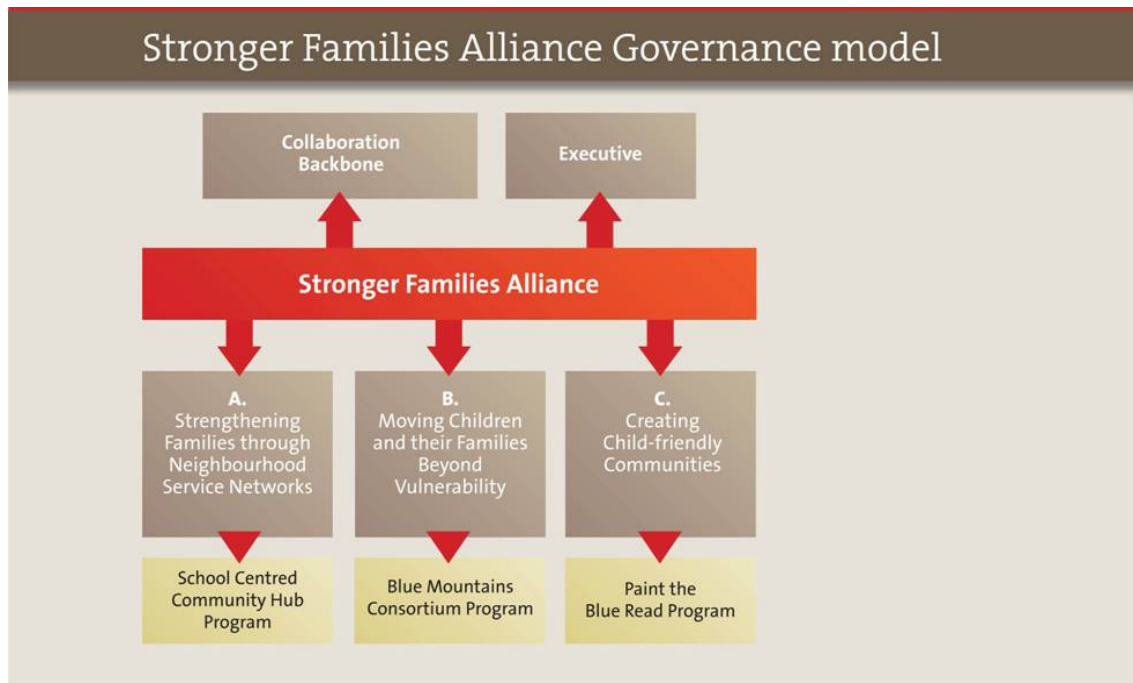 Stronger Families Alliance Governance model
Collaboration
Backbone
Executive
Stronger Families Alliance
A.
Strengthening
Families through
Neighbourhood
Service Networks
B.
Moving Children
and their Families
Beyond
Vulnerability
C.
Creating
Child-friendly
Communities
School Centred
Community Hub
Program
Blue Mountains
Consortium Program
Paint the
Blue Read Program